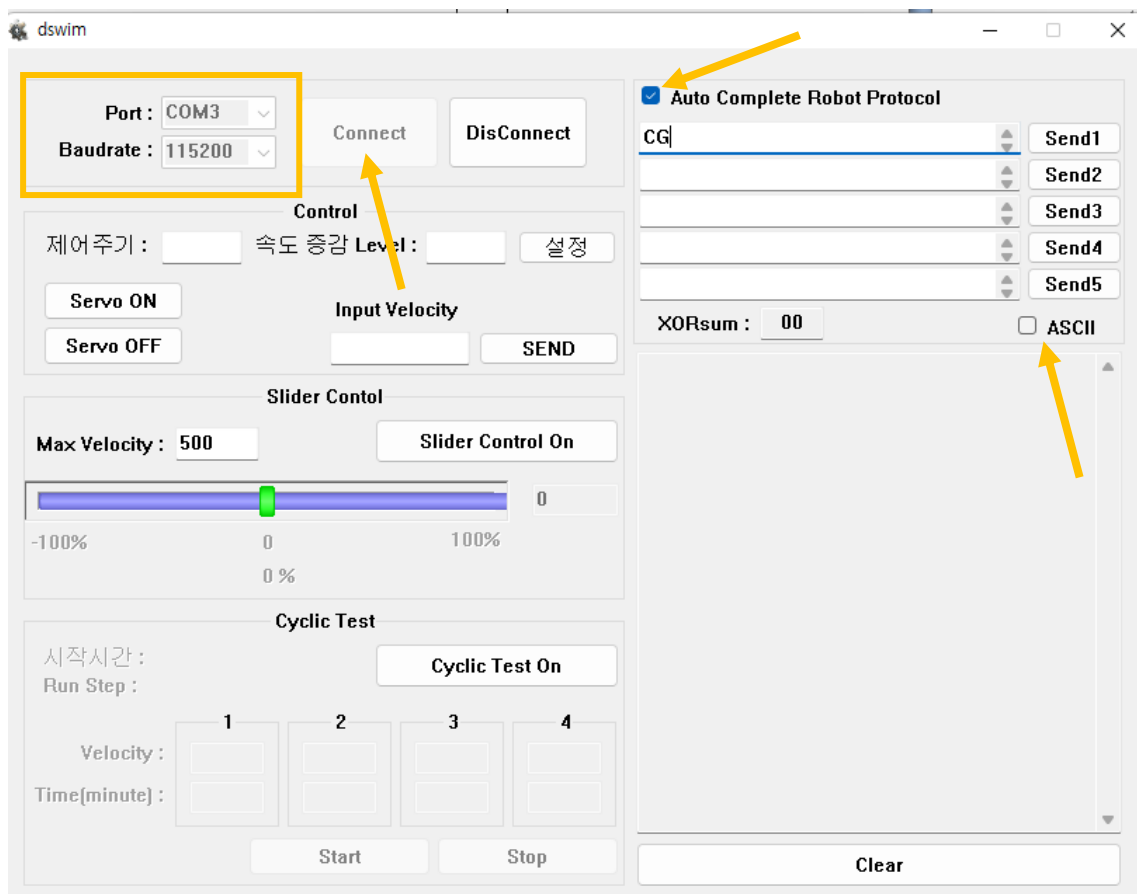 dswim
Port :
COM3
Baudrate :
115200
Connect
DisConnect
Control
제어주기 :
속도 증감 Level :
설정
Servo ON
Servo OFF
Input Velocity
SEND
Slider Contol
Max Velocity :
500
Slider Control On
0
-100%
0
100%
0 %
Cyclic Test
시작시간 :
Cyclic Test On
Run Step :
1
2
3
4
Velocity :
Time(minute) :
Start
Stop
Auto Complete Robot Protocol
CG
Send1
Send2
Send3
Send4
Send5
XORsum :
00
ASCII
Clear